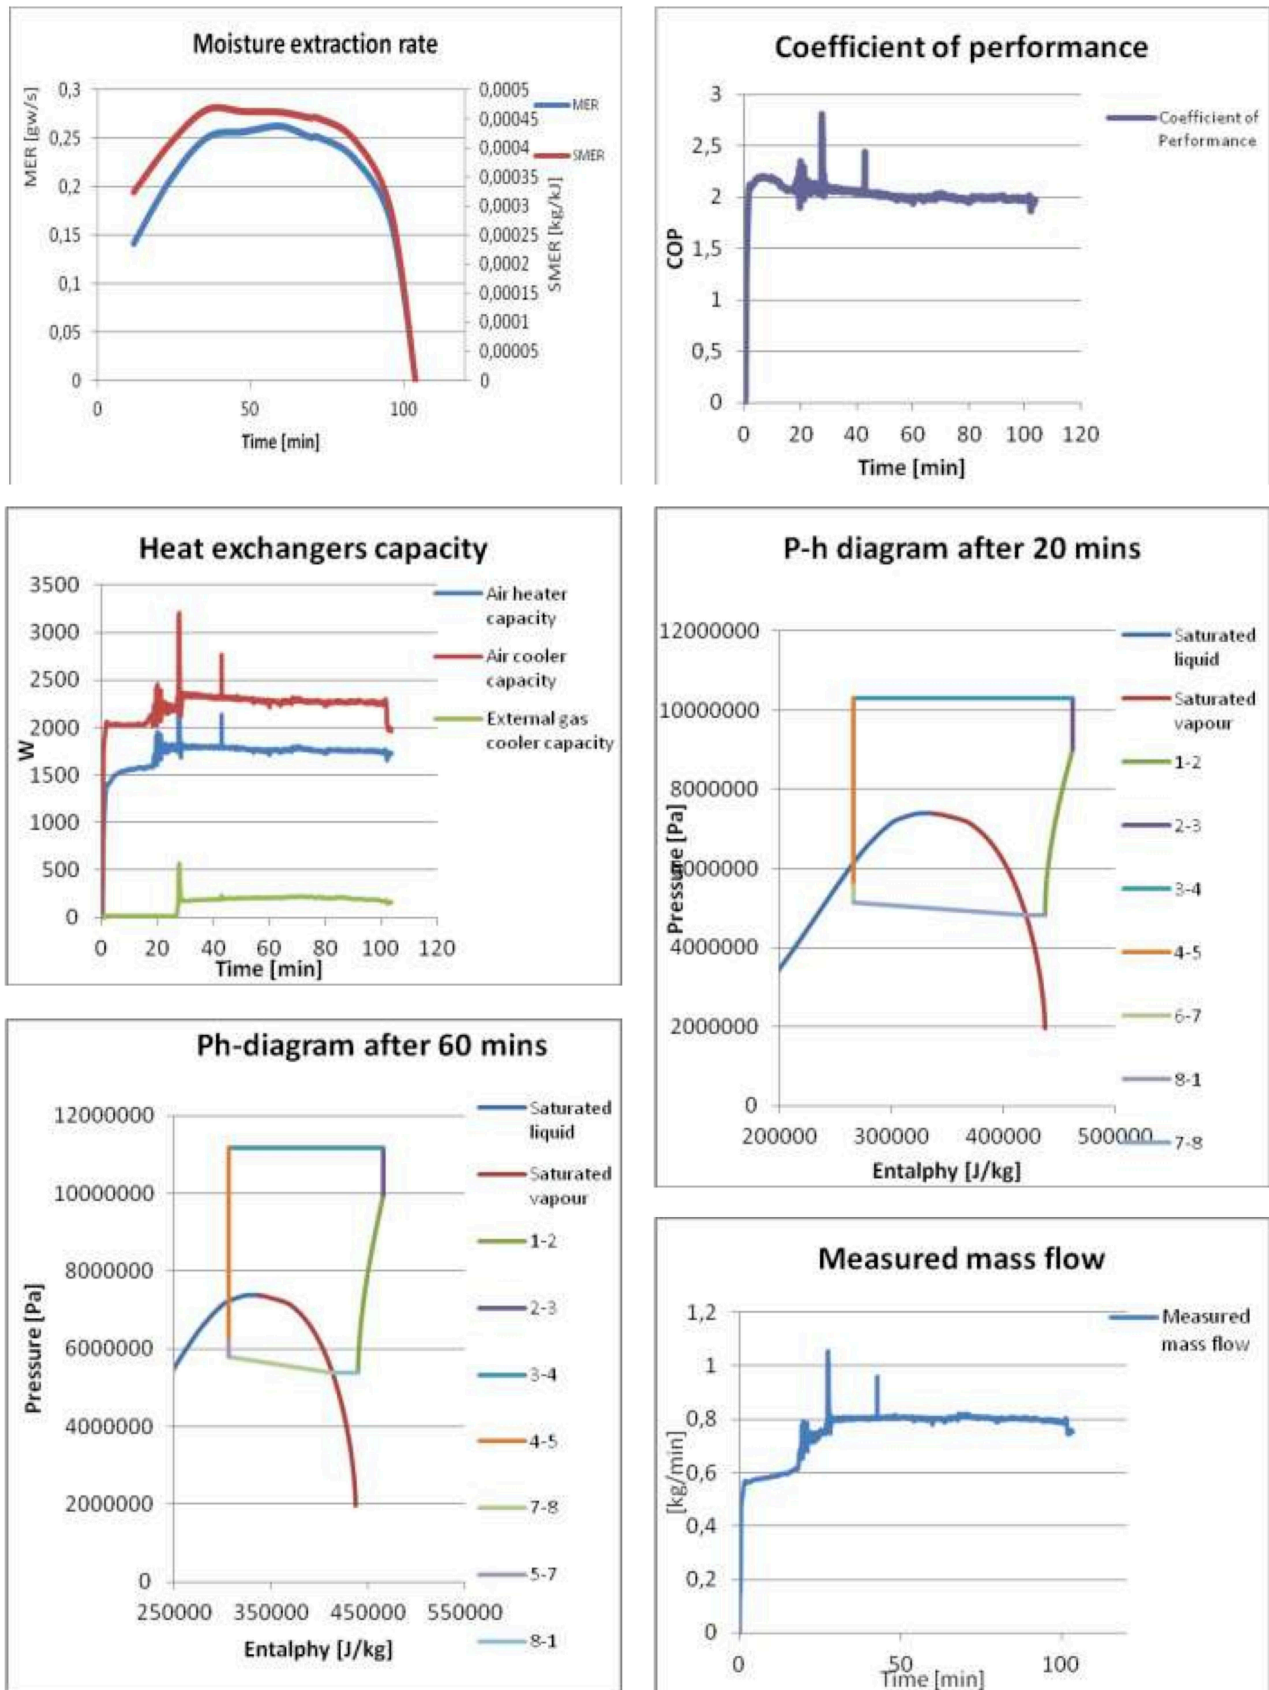 Moisture extraction rate
MER [gw/s]
0,3
0,25
0,2
0,15
0,1
0,05
0
0,0005
0,00045
0,0004
0,00035
0,0003
0,00025
0,0002
0,00015
0,0001
0,00005
0
SMER [kg/kJ]
MER
SMER
0
50
100
Time [min]
Coefficient of performance
COP
3
2,5
2
1,5
1
0,5
0
Coefficient of
Performance
0 20 40 60 80 100 120
Time [min]
Heat exchangers capacity
W
3500
3000
2500
2000
1500
1000
500
0
Air heater
capacity
Air cooler
capacity
External gas
cooler capacity
0 20 40 60 80 100 120
Time [min]
P-h diagram after 20 mins
Pressure [Pa]
12000000
10000000
8000000
6000000
4000000
2000000
0
Saturated
liquid
Saturated
vapour
1-2
2-3
3-4
4-5
6-7
8-1
7-8
200000 300000 400000 500000
Entalphy [J/kg]
Ph-diagram after 60 mins
Pressure [Pa]
12000000
10000000
8000000
6000000
4000000
2000000
0
Saturated
liquid
Saturated
vapour
1-2
2-3
3-4
4-5
7-8
5-7
8-1
250000 350000 450000 550000
Entalphy [J/kg]
Measured mass flow
[kg/min]
1,2
1
0,8
0,6
0,4
0,2
0
Measured
mass flow
0 50 100
Time [min]